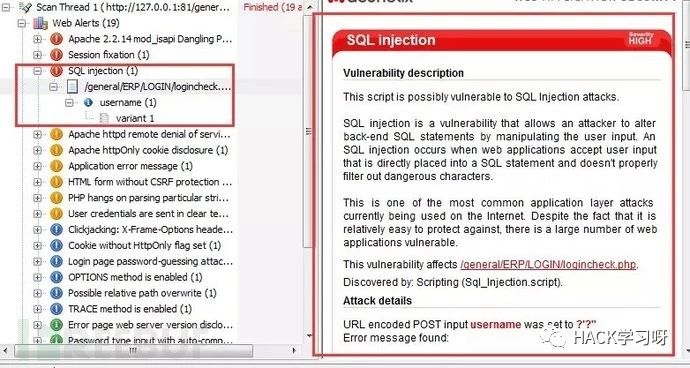 Scan Thread 1 ( http://127.0.0.1:81/gener...
Finished (19 a
Web Alerts (19)
Apache 2.2.14 mod_isapi Dangling P...
Session fixation (1)
SQL injection (1)
/general/ERP/LOGIN/logincheck....
username (1)
variant 1
Apache httpd remote denial of servi...
Apache httpOnly cookie disclosure (1)
Application error message (1)
HTML form without CSRF protection ...
PHP hangs on parsing particular stri...
User credentials are sent in clear te...
Clickjacking: X-Frame-Options heade...
Cookie without HttpOnly flag set (1)
Login page password-guessing attac...
OPTIONS method is enabled (1)
Possible relative path overwrite (1)
TRACE method is enabled (1)
Error page web server version disclo...
Password type input with auto-comp...
SQL injection
Severity
HIGH
Vulnerability description
This script is possibly vulnerable to SQL Injection attacks.
SQL injection is a vulnerability that allows an attacker to alter
back-end SQL statements by manipulating the user input. An
SQL injection occurs when web applications accept user input
that is directly placed into a SQL statement and doesn't properly
filter out dangerous characters.
This is one of the most common application layer attacks
currently being used on the Internet. Despite the fact that it is
relatively easy to protect against, there is a large number of web
applications vulnerable.
This vulnerability affects /general/ERP/LOGIN/logincheck.php.
Discovered by: Scripting (Sql_Injection.script).
Attack details
URL encoded POST input username was set to ?'?"
Error message found:
HACK学习呀